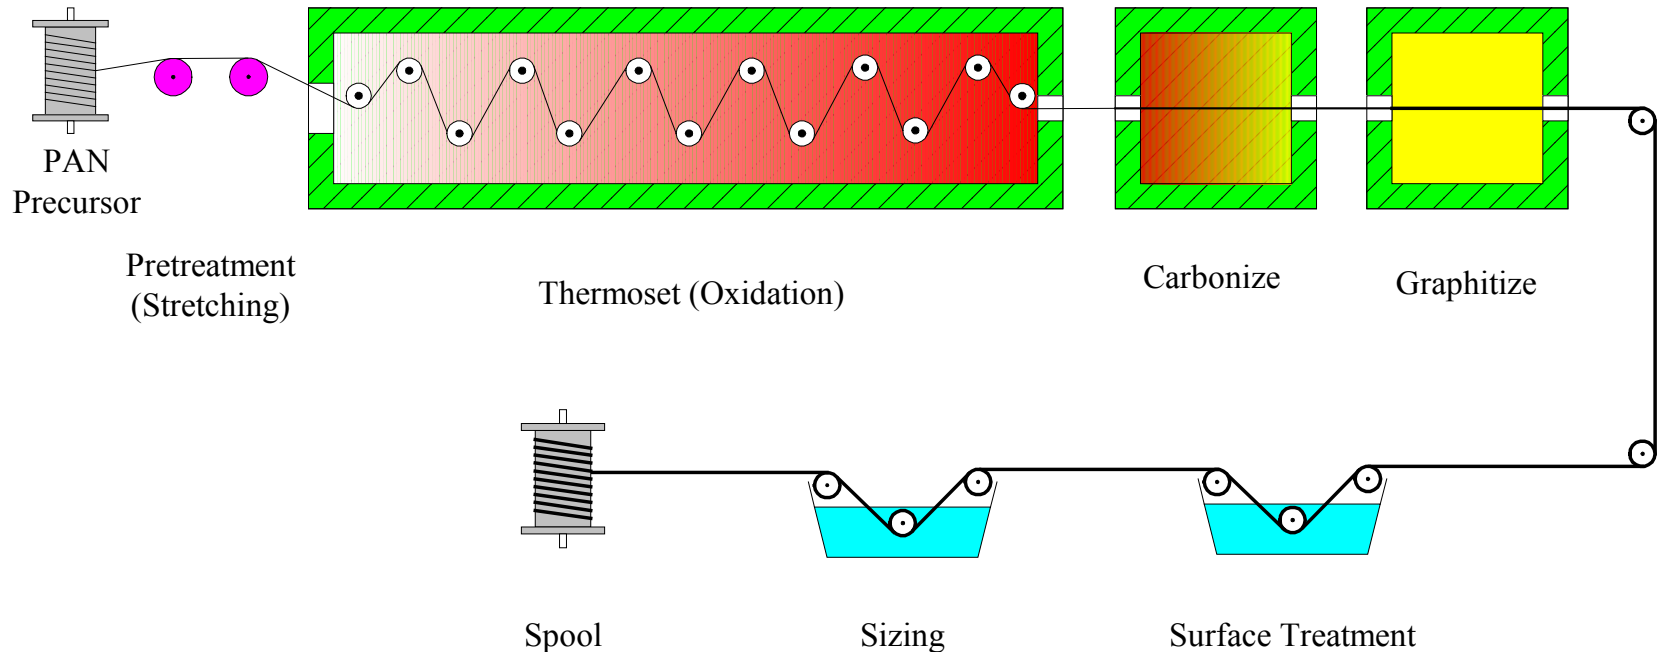 PAN
Precursor
Pretreatment
(Stretching)
Thermoset (Oxidation)
Carbonize
Graphitize
Spool
Sizing
Surface Treatment